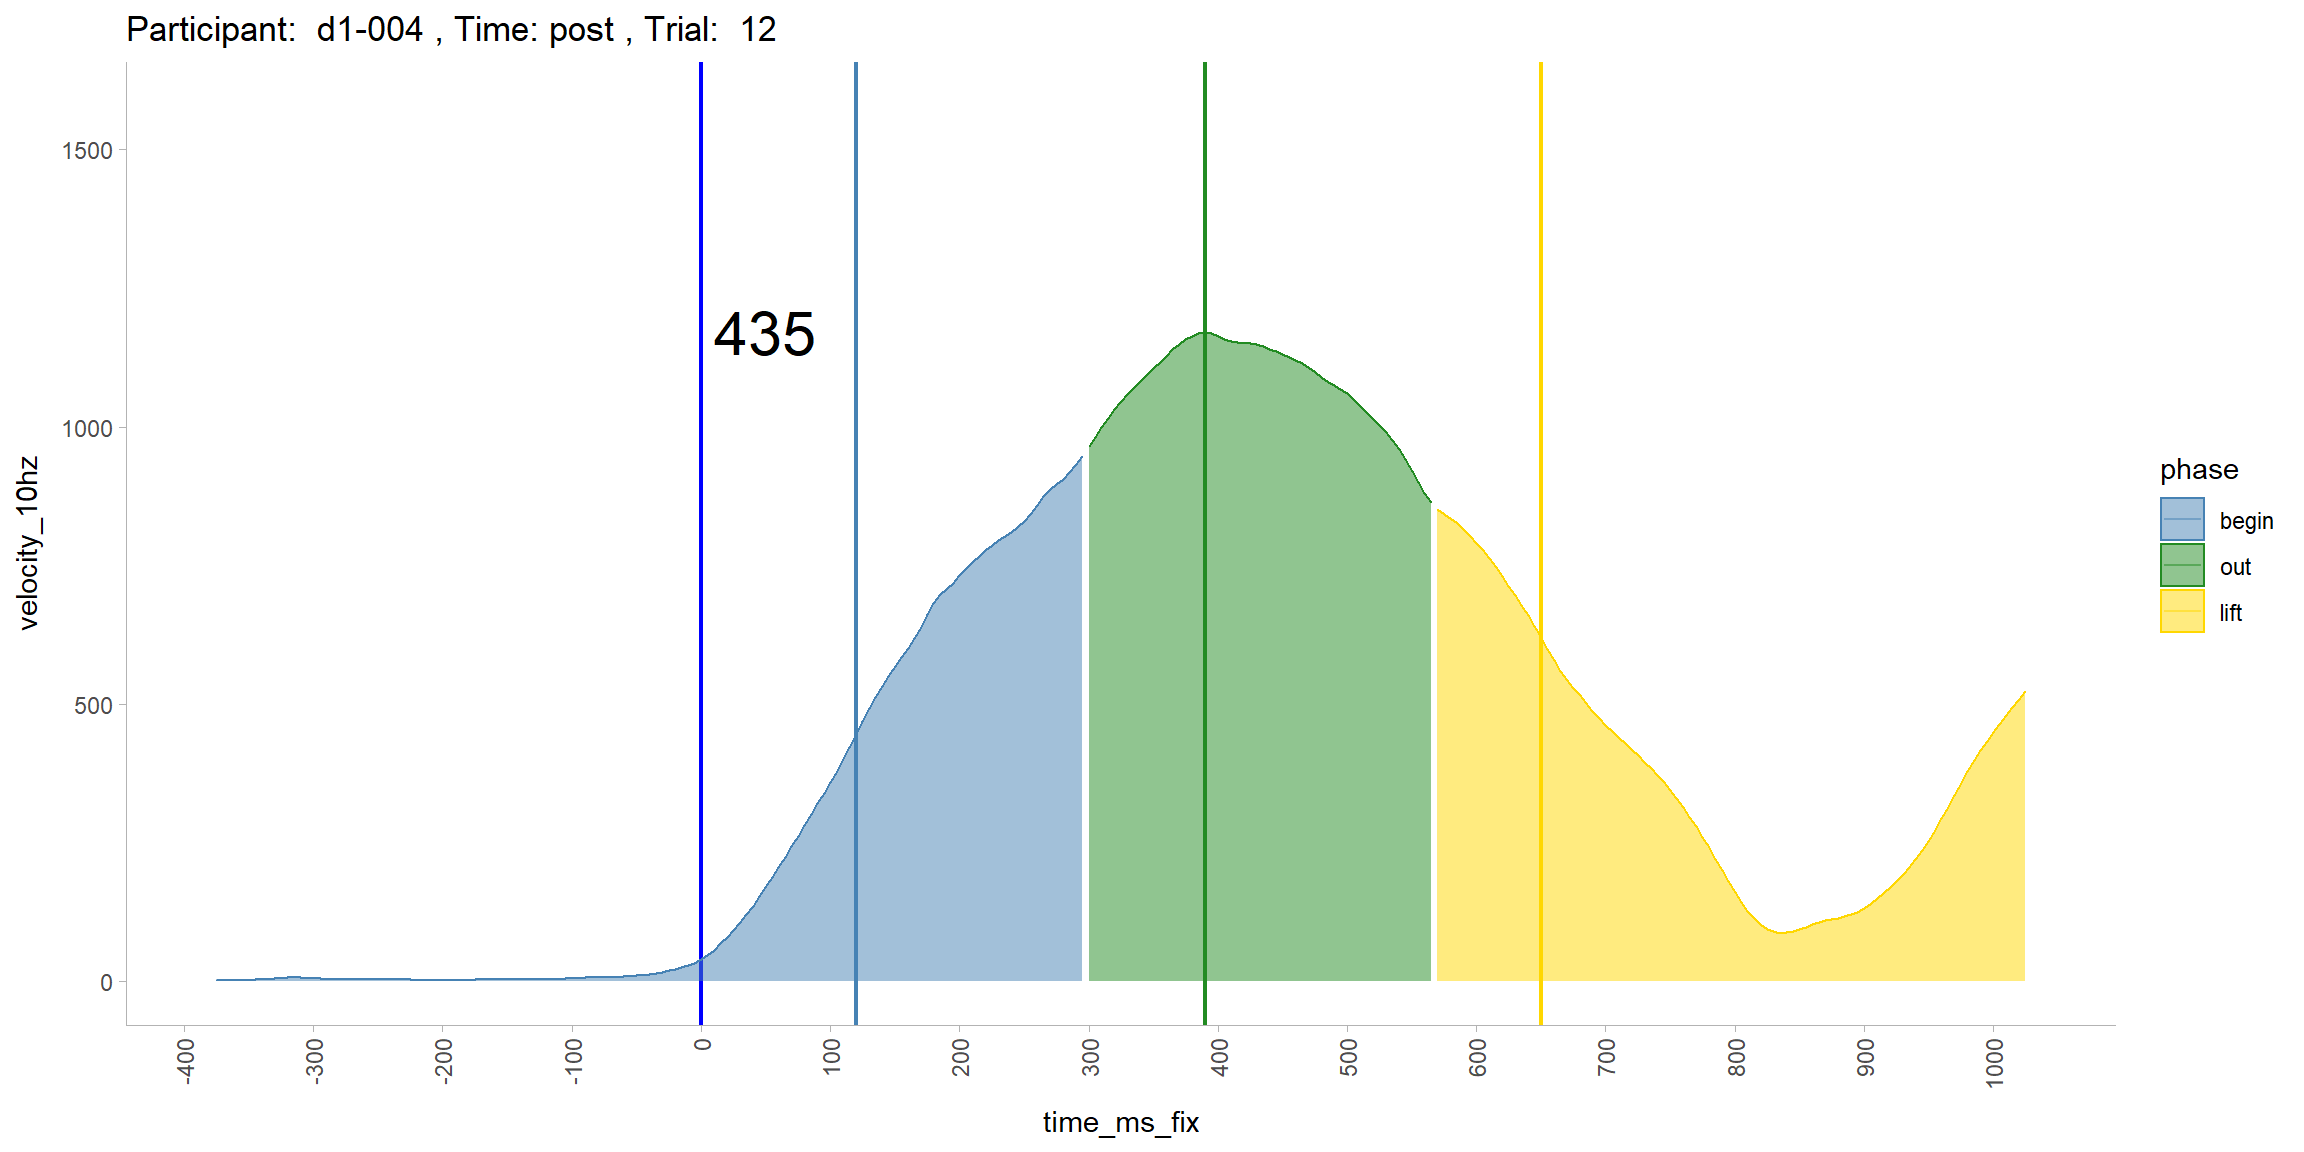 Participant:  d1-004 , Time: post , Trial:  12
1500
1000
500
0
velocity_10hz
435
-400
-300
-200
-100
0
100
200
300
400
500
600
700
800
900
1000
time_ms_fix
phase
begin
out
lift